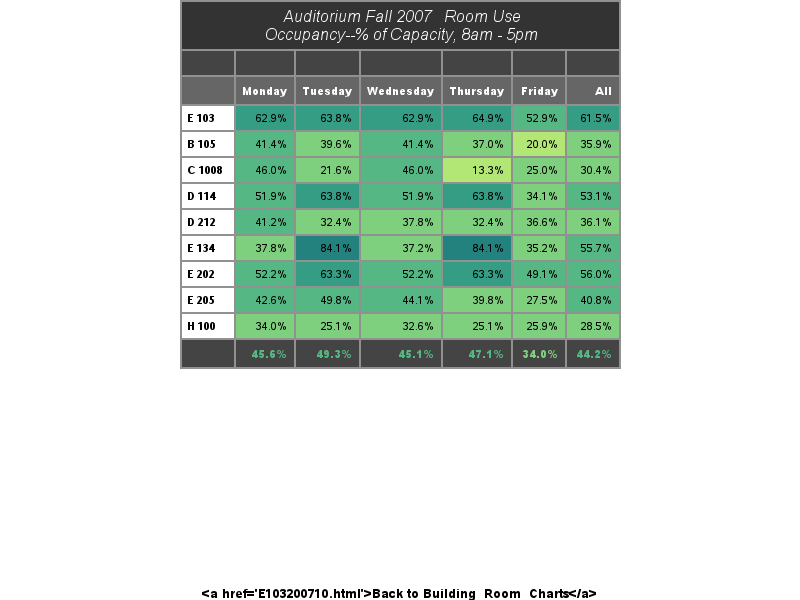 Auditorium Fall 2007 Room Use
Occupancy--% of Capacity, 8am - 5pm
Monday Tuesday Wednesday Thursday Friday All
E 103 62.9% 63.8% 62.9% 64.9% 52.9% 61.5%
B 105 41.4% 39.6% 41.4% 37.0% 20.0% 35.9%
C 1008 46.0% 21.6% 46.0% 13.3% 25.0% 30.4%
D 114 51.9% 63.8% 51.9% 63.8% 34.1% 53.1%
D 212 41.2% 32.4% 37.8% 32.4% 36.6% 36.1%
E 134 37.8% 84.1% 37.2% 84.1% 35.2% 55.7%
E 202 52.2% 63.3% 52.2% 63.3% 49.1% 56.0%
E 205 42.6% 49.8% 44.1% 39.8% 27.5% 40.8%
H 100 34.0% 25.1% 32.6% 25.1% 25.9% 28.5%
45.6% 49.3% 45.1% 47.1% 34.0% 44.2%
<a href='E103200710.html'>Back to Building Room Charts</a>